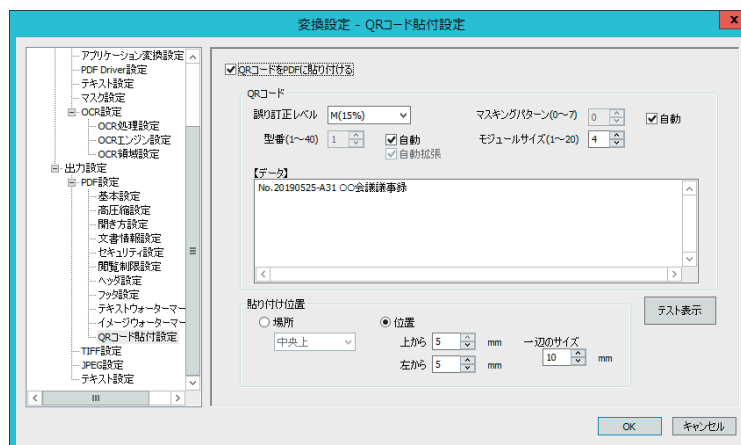 変換設定 - QRコード貼付設定
x
アプリケーション変換設定
PDF Driver設定
テキスト設定
マスク設定
OCR設定
OCR処理設定
OCRエンジン設定
OCR領域設定
出力設定
PDF設定
基本設定
高圧縮設定
開き方設定
文書情報設定
セキュリティ設定
閲覧制限設定
ヘッダ設定
フッタ設定
テキストウォーターマー
イメージウォーターマー
QRコード貼付設定
TIFF設定
JPEG設定
テキスト設定
QRコードをPDFに貼り付ける
QRコード
誤り訂正レベル M(15%) マスキングパターン(0~7) 0 自動
型番(1~40) 1 自動 モジュールサイズ(1~20) 4
自動拡張
【データ】
No.20190525-A31 〇〇会議議事録
貼り付け位置
場所 位置
中央上 上から 5 mm 一辺のサイズ
左から 5 mm 10 mm
テスト表示
OK キャンセル